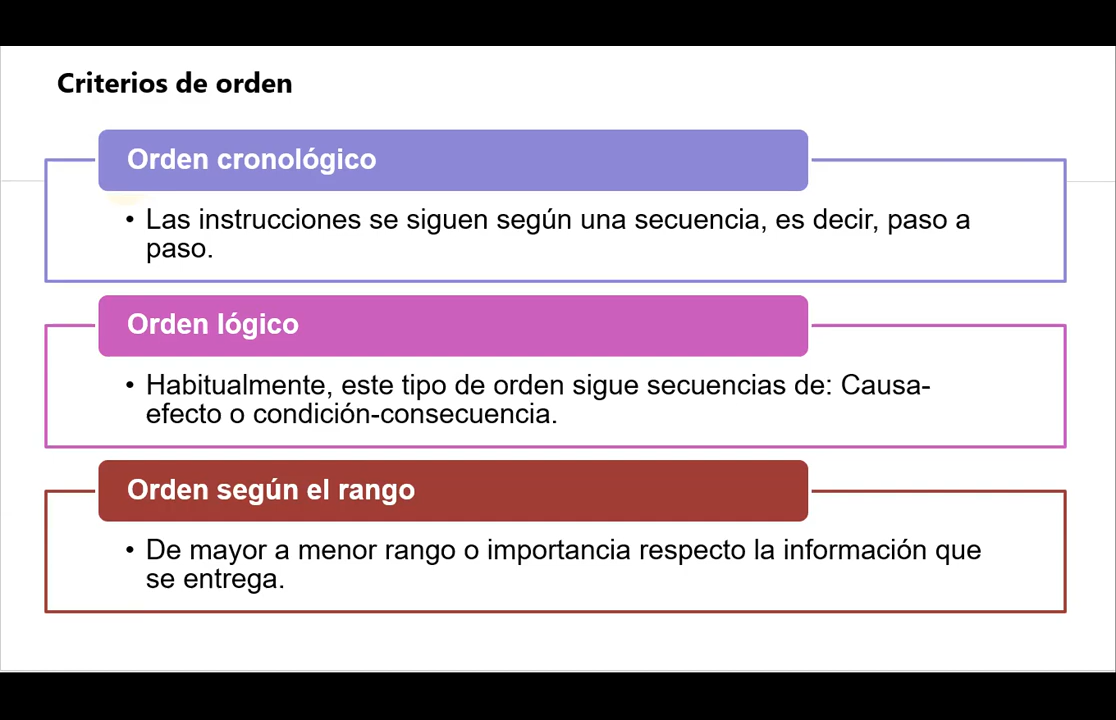 Criterios de orden
Orden cronológico
• Las instrucciones se siguen según una secuencia, es decir, paso a
paso.
Orden lógico
• Habitualmente, este tipo de orden sigue secuencias de: Causa-
efecto o condición-consecuencia.
Orden según el rango
• De mayor a menor rango o importancia respecto la información que
se entrega.